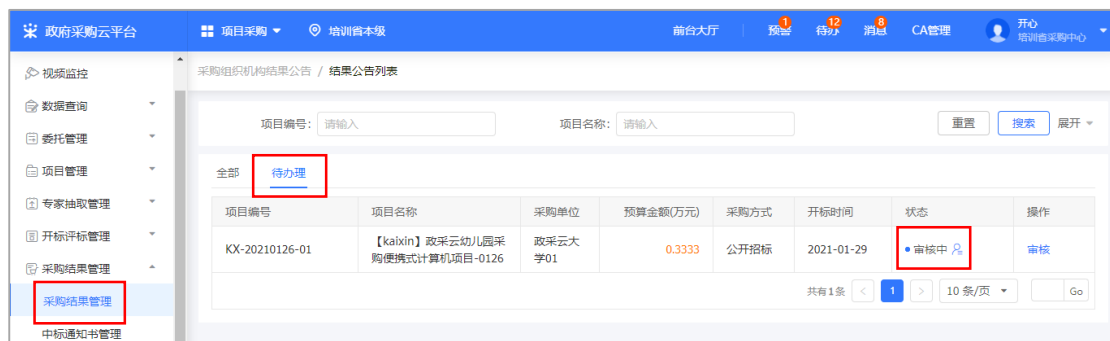 政府采购云平台
项目采购
培训省本级
前台大厅
预警
1
待办
12
消息
8
CA管理
开心
培训省采购中心
视频监控
数据查询
委托管理
项目管理
专家抽取管理
开标评标管理
采购结果管理
采购结果管理
中标通知书管理
采购组织机构结果公告 / 结果公告列表
项目编号： 请输入
项目名称： 请输入
重置
搜索
展开
全部
待办理
项目编号 项目名称 采购单位 预算金额(万元) 采购方式 开标时间 状态 操作
KX-20210126-01
【kaixin】政采云幼儿园采
购便携式计算机项目-0126
政采云大
学01
0.3333
公开招标
2021-01-29
审核中
审核
共有1条 < 1 > 10 条/页 Go